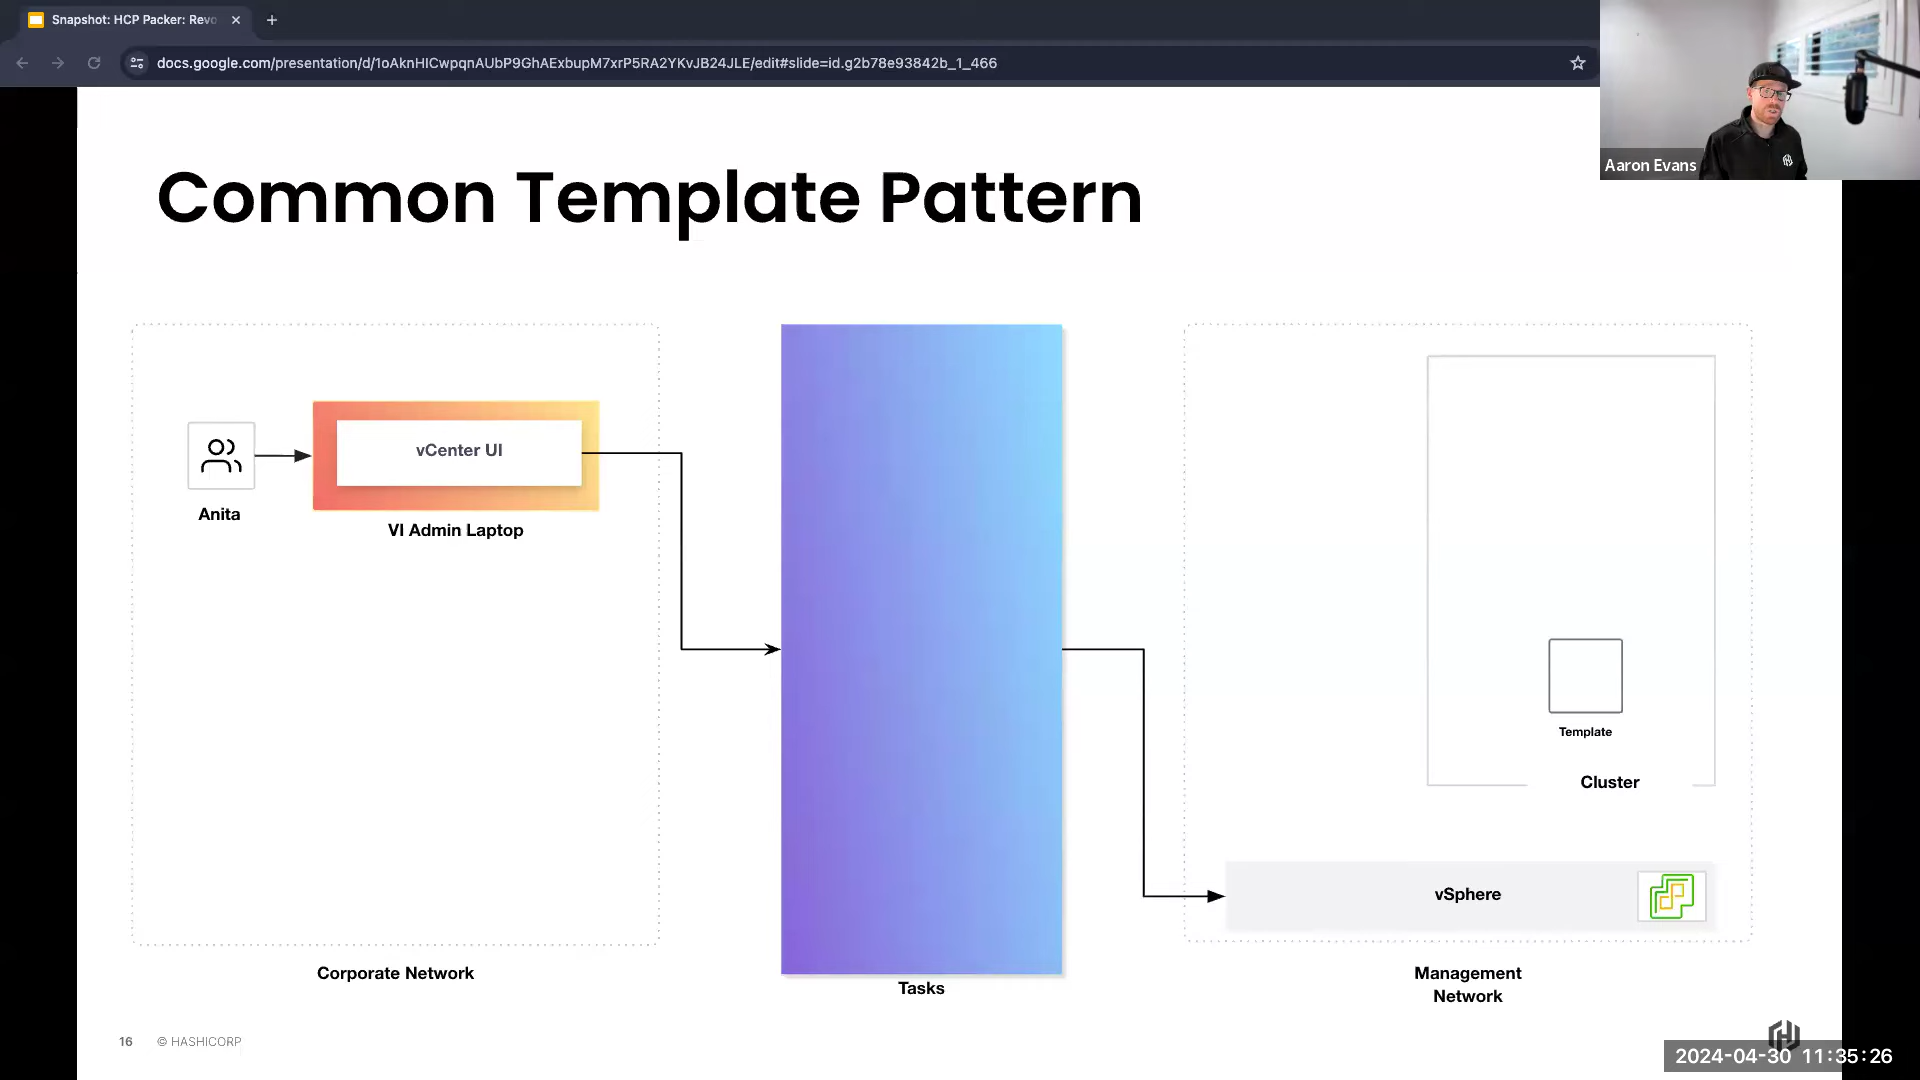 Snapshot: HCP Packer: Revo
docs.google.com/presentation/d/1oAknHlCwpqnAUbP9GhAExbupM7xrP5RA2YKvJB24JLE/edit#slide=id.g2b78e93842b_1_466
Aaron Evans
Common Template Pattern
vCenter UI
Anita
VI Admin Laptop
Template
Cluster
vSphere
Corporate Network
Tasks
Management
Network
16 © HASHICORP
2024-04-30 11:35:26